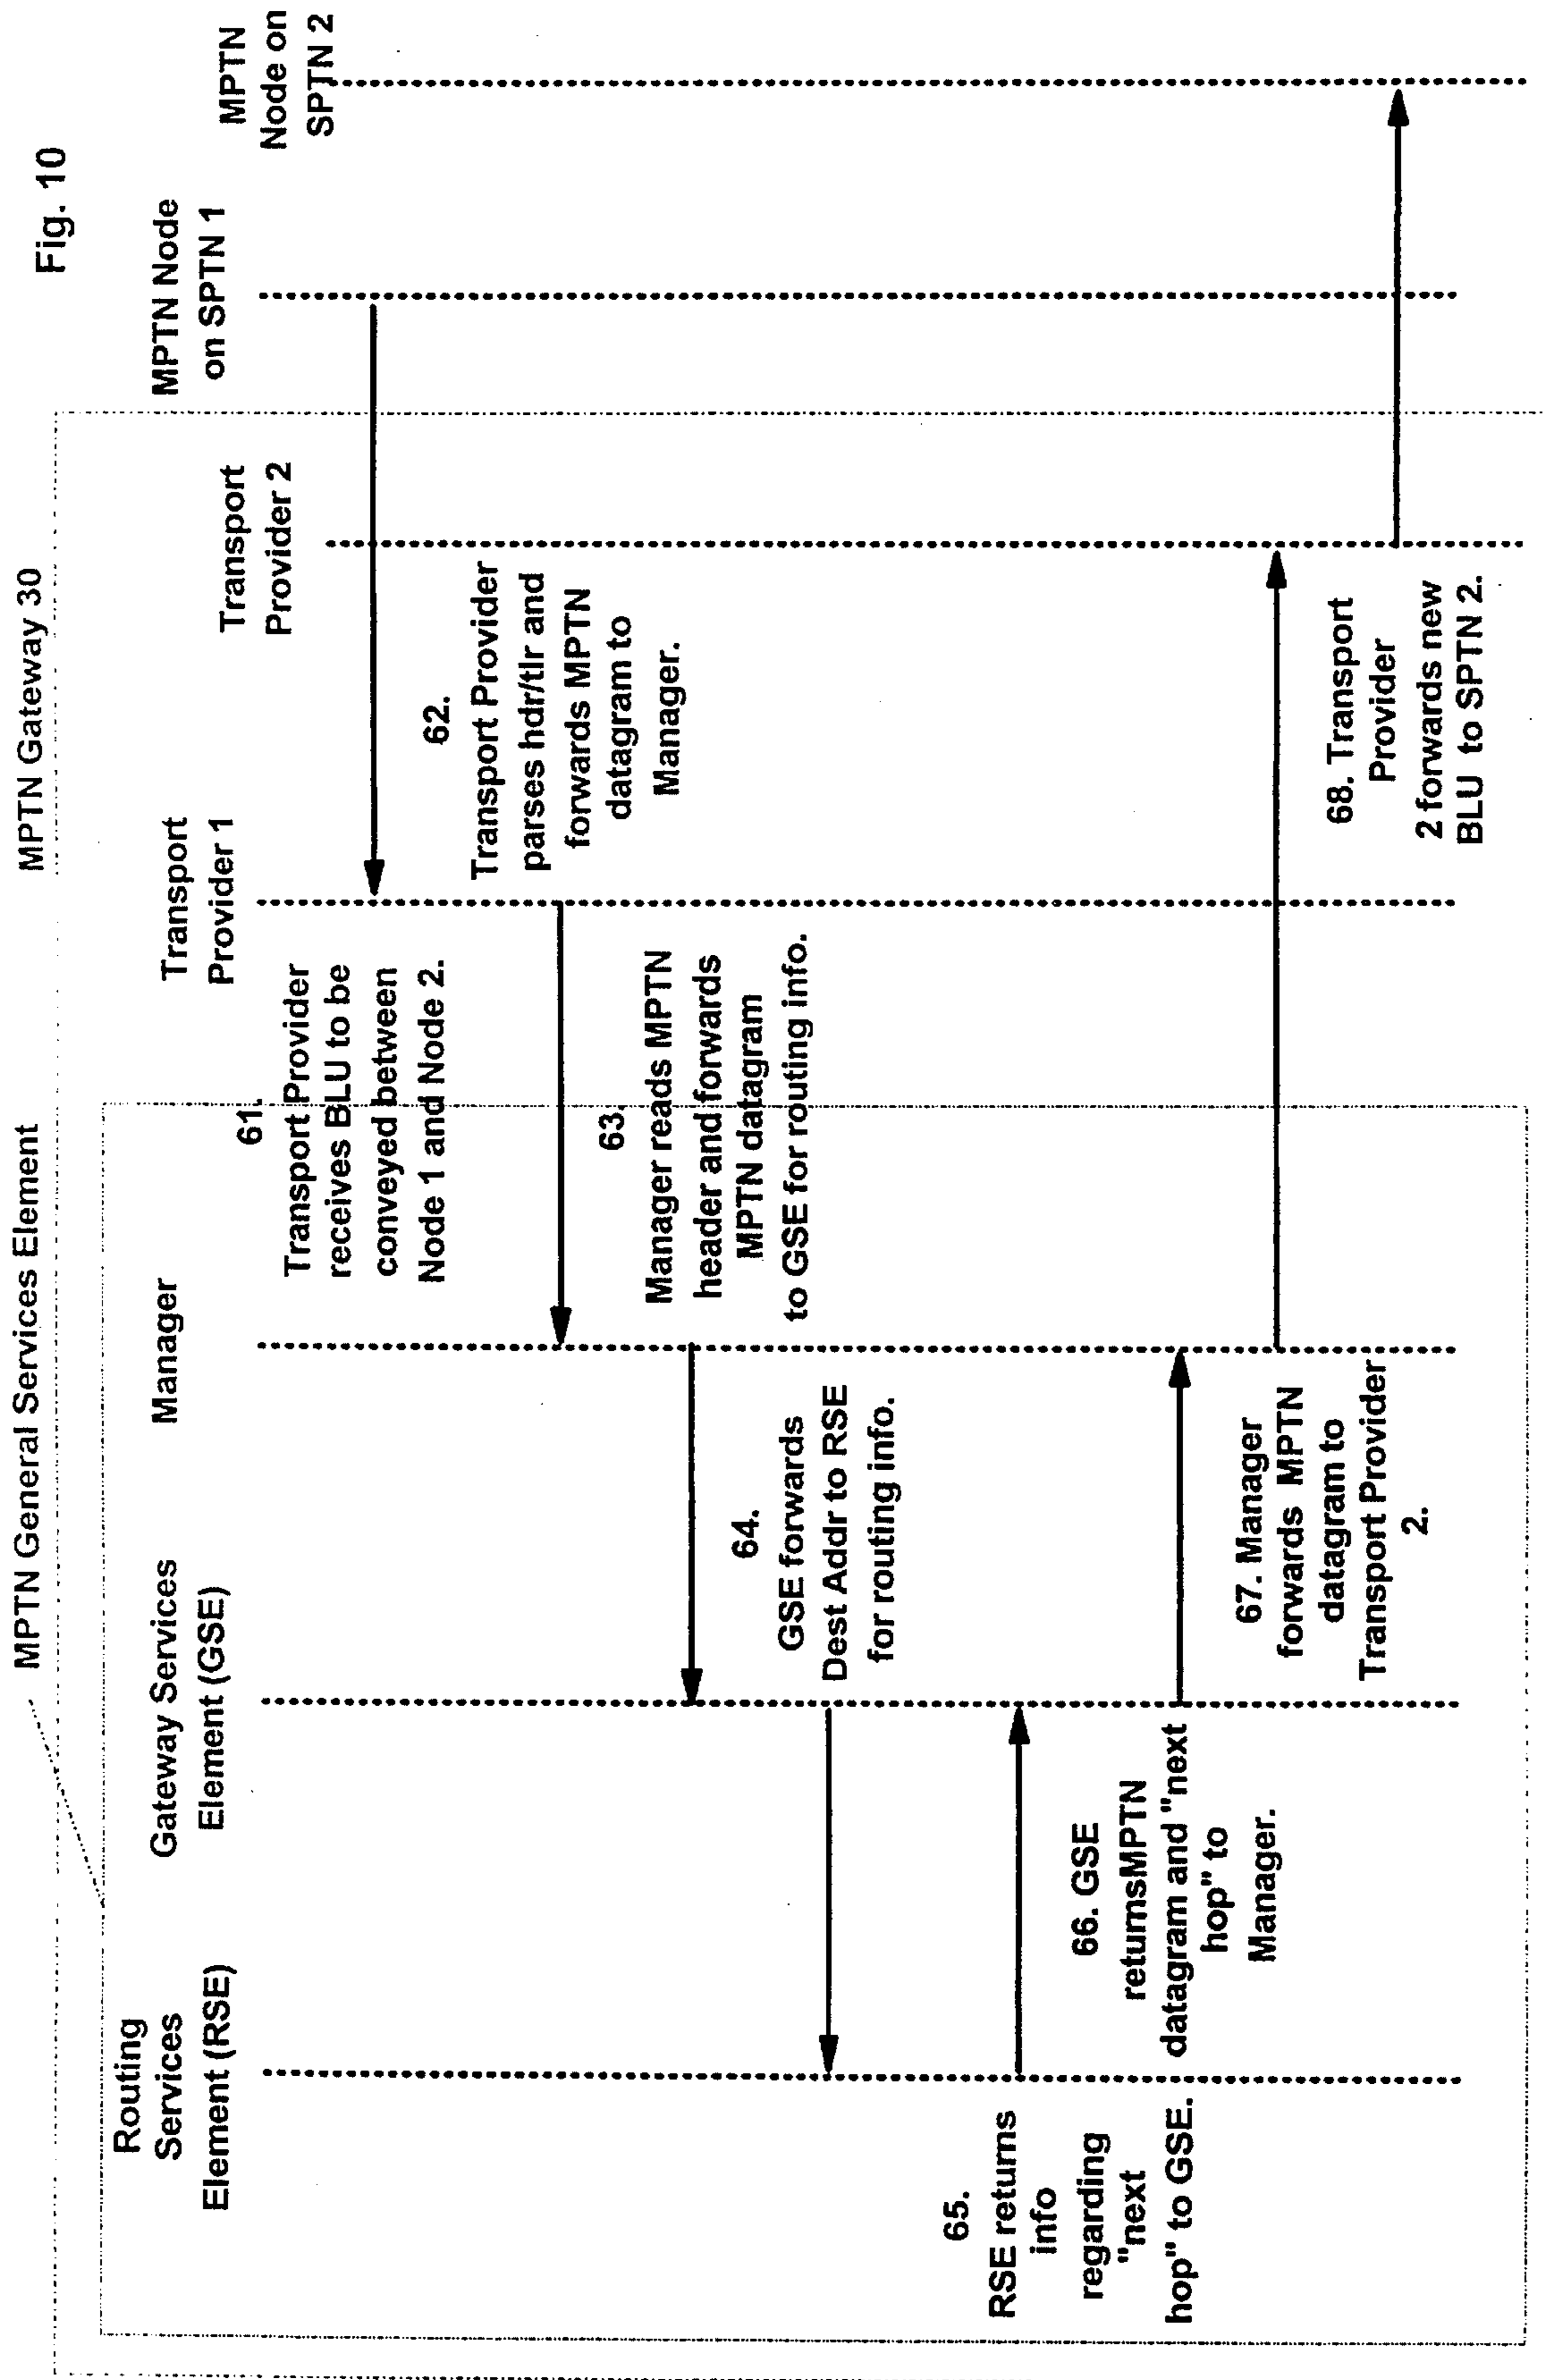 Fig. 10
MPTN Gateway 30
MPTN General Services Element
Routing
Services
Element (RSE)
Gateway Services
Element (GSE)
Manager
Transport
Provider 1
Transport
Provider 2
MPTN Node
on SPTN 1
MPTN
Node on
SPTN 2
61.
Transport Provider
receives BLU to be
conveyed between
Node 1 and Node 2.
62.
Transport Provider
parses hdr/tlr and
forwards MPTN
datagram to
Manager.
63.
Manager reads MPTN
header and forwards
MPTN datagram
to GSE for routing info.
64.
GSE forwards
Dest Addr to RSE
for routing info.
65.
RSE returns
info
regarding
"next
hop" to GSE.
66. GSE
returnsMPTN
datagram and "next
hop" to
Manager.
67. Manager
forwards MPTN
datagram to
Transport Provider
2.
68. Transport
Provider
2 forwards new
BLU to SPTN 2.